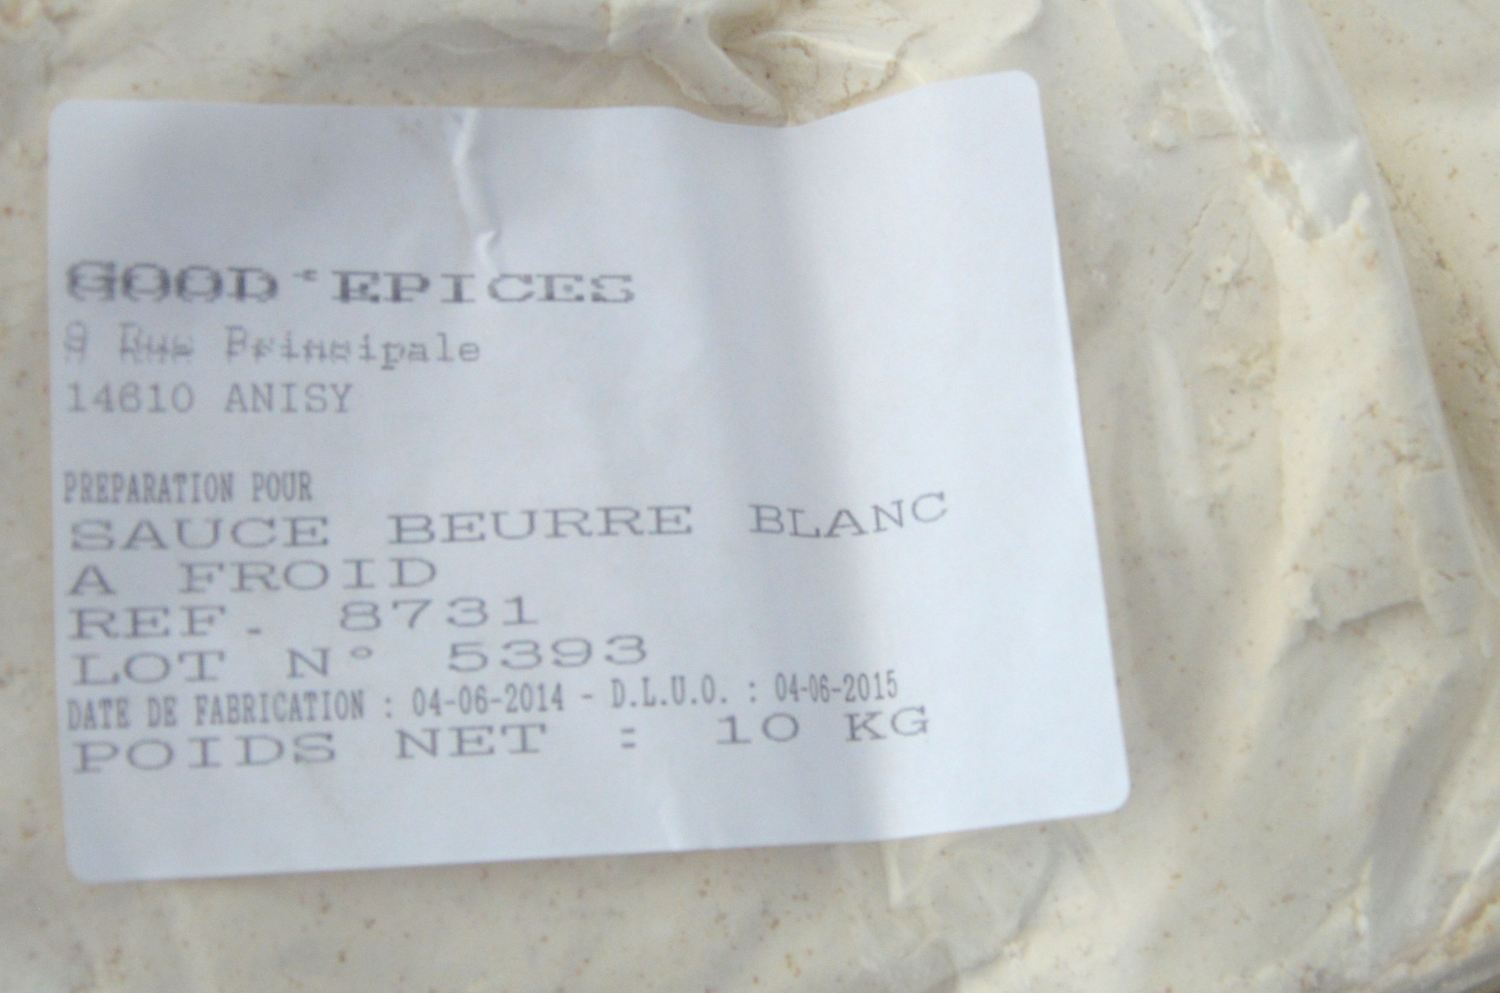 GOOD'EPICES
9 Rue Principale
14610 ANISY
PREPARATION POUR
SAUCE BEURRE BLANC
A FROID
REF. 8731
LOT N° 5393
DATE DE FABRICATION : 04-06-2014 - D.L.U.O. : 04-06-2015
POIDS NET : 10 KG